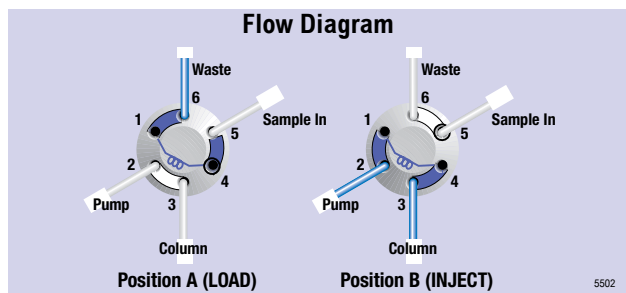 Flow Diagram
Waste
6
1
5
Sample In
2
4
3
Pump
Column
Position A (LOAD)
Waste
6
1
5
Sample In
2
4
3
Pump
Column
Position B (INJECT)
5502